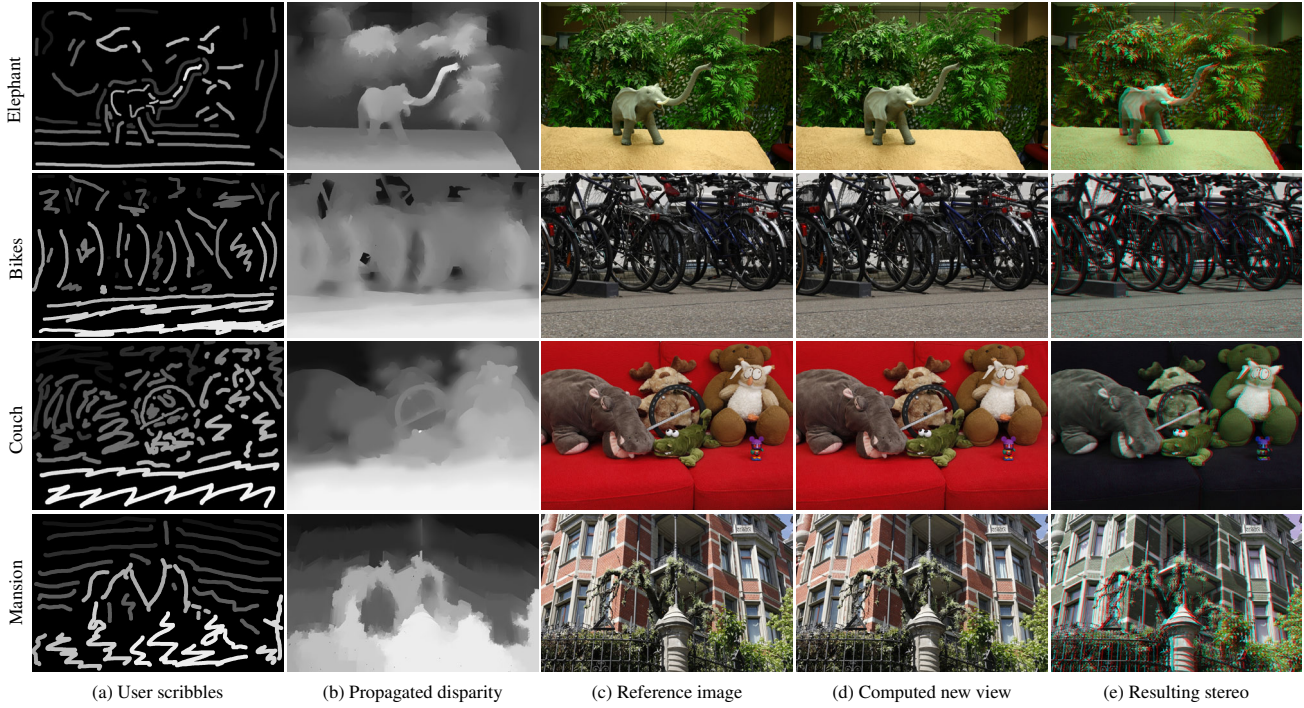 Elephant
Bikes
Couch
Mansion
(a) User scribbles
(b) Propagated disparity
(c) Reference image
(d) Computed new view
(e) Resulting stereo